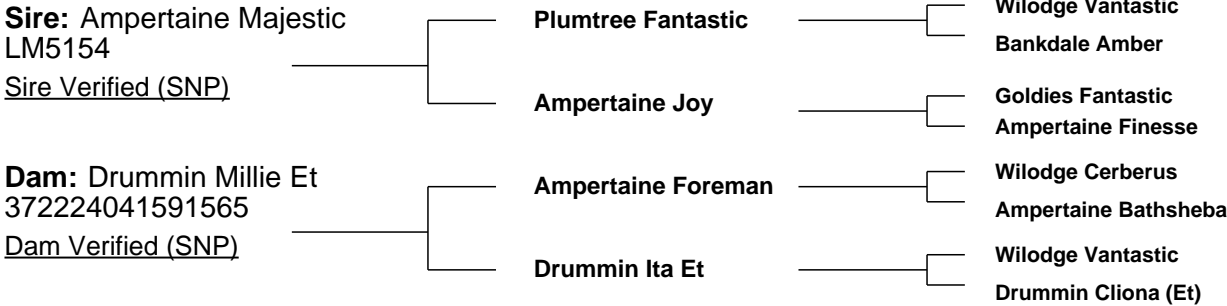 Sire: Ampertaine Majestic
LM5154
Sire Verified (SNP)
Plumtree Fantastic
Wilodge Vantastic
Bankdale Amber
Ampertaine Joy
Goldies Fantastic
Ampertaine Finesse
Dam: Drummin Millie Et
372224041591565
Dam Verified (SNP)
Ampertaine Foreman
Wilodge Cerberus
Ampertaine Bathsheba
Drummin Ita Et
Wilodge Vantastic
Drummin Cliona (Et)